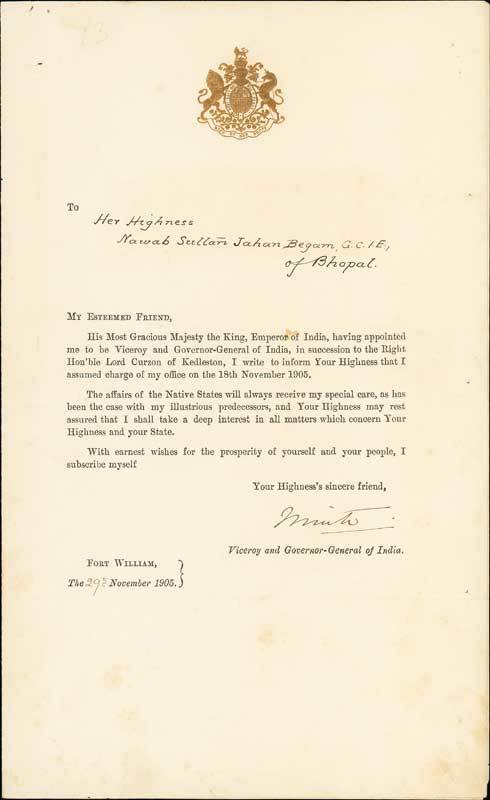 To
Her Highness
Nawab Sultan Jahan Begam, G.C.I.E.,
of Bhopal.
MY ESTEEMED FRIEND,
His Most Gracious Majesty the King, Emperor of India, having appointed
me to be Viceroy and Governor-General of India, in succession to the Right
Hon'ble Lord Curzon of Kedleston, I write to inform Your Highness that I
assumed charge of my office on the 18th November 1905.
The affairs of the Native States will always receive my special care, as has
been the case with my illustrious predecessors, and Your Highness may rest
assured that I shall take a deep interest in all matters which concern Your
Highness and your State.
With earnest wishes for the prosperity of yourself and your people, I
subscribe myself
Your Highness's sincere friend,
Minto
Viceroy and Governor-General of India.
FORT WILLIAM,
The 29th November 1905.